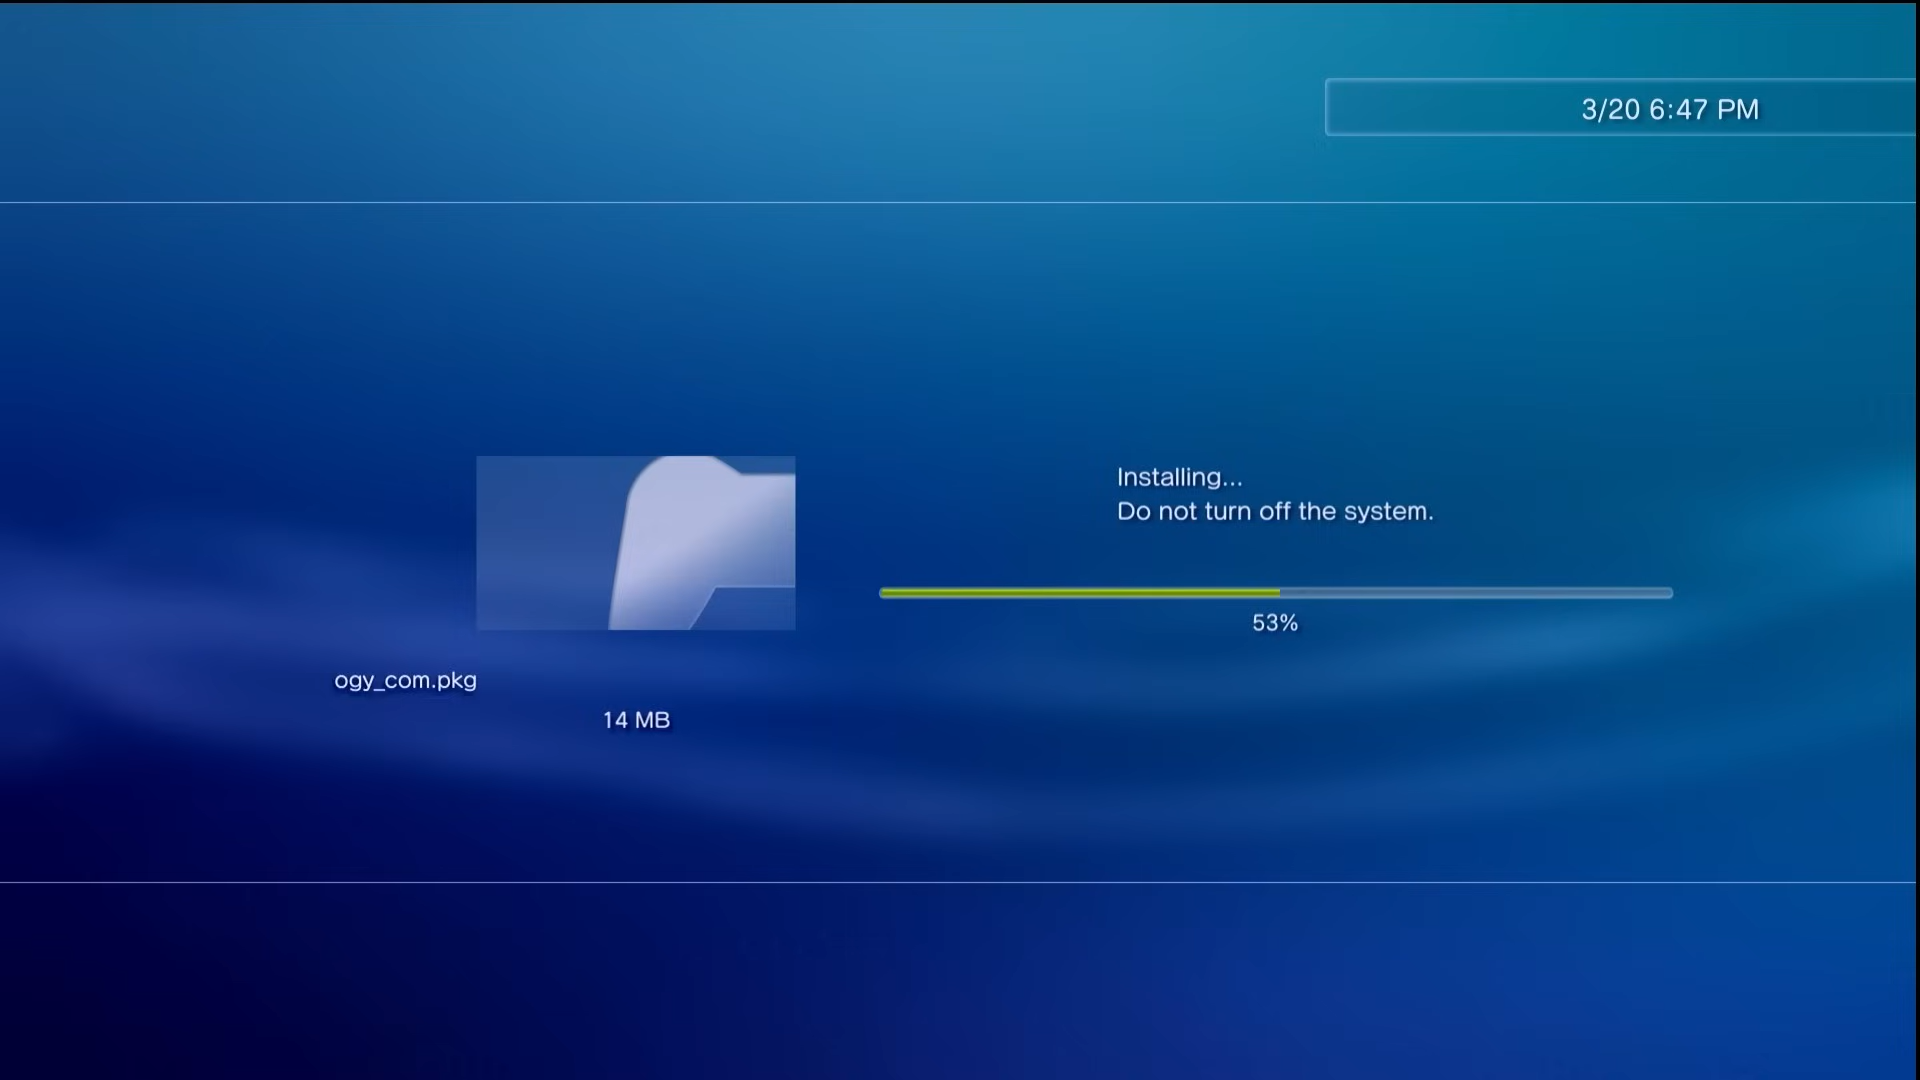 3/20 6:47 PM
Installing...
Do not turn off the system.
53%
ogy_com.pkg
14 MB